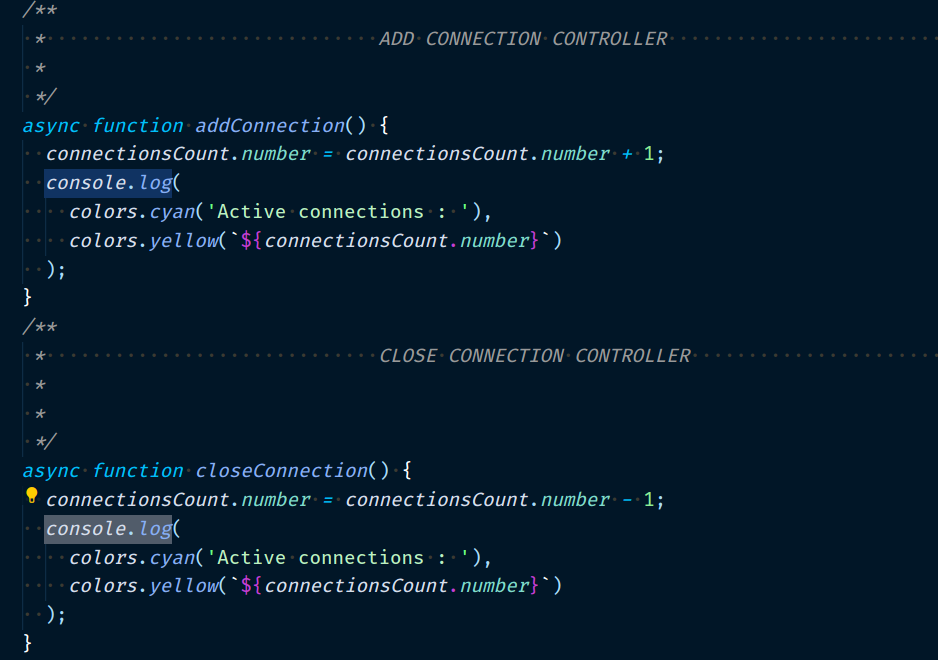 /**
 * ADD CONNECTION CONTROLLER
 *
 */
async function addConnection() {
  connectionsCount.number = connectionsCount.number + 1;
  console.log(
    colors.cyan('Active connections : '),
    colors.yellow(`${connectionsCount.number}`)
  );
}
/**
 * CLOSE CONNECTION CONTROLLER
 *
 *
 */
async function closeConnection() {
  connectionsCount.number = connectionsCount.number - 1;
  console.log(
    colors.cyan('Active connections : '),
    colors.yellow(`${connectionsCount.number}`)
  );
}